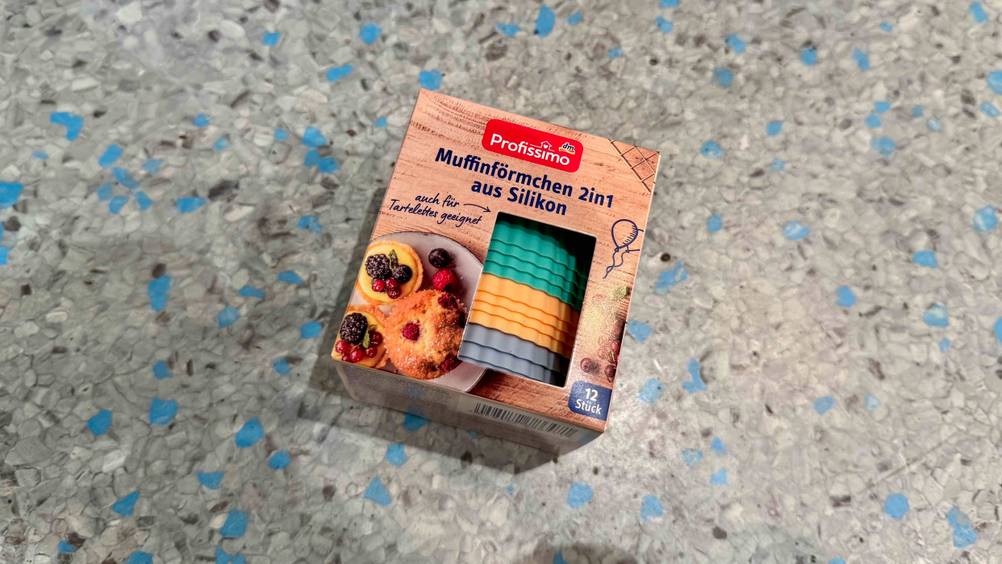 Profissimo
dm
Muffinförmchen 2in1
aus Silikon
auch für
Tartelettes geeignet
12
Stück